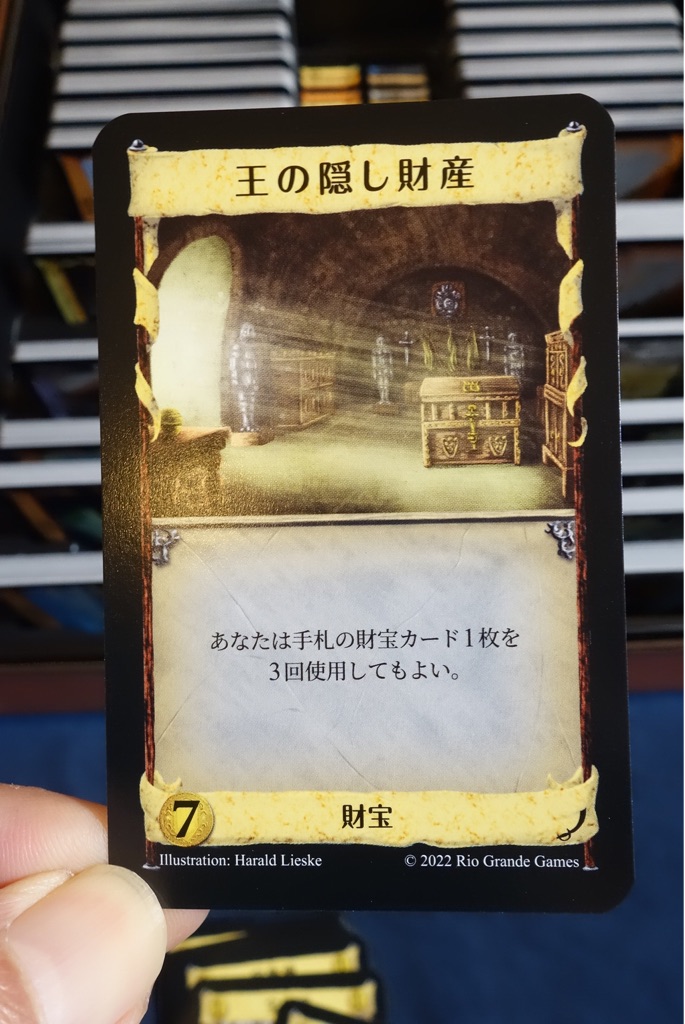 王の隠し財産
あなたは手札の財宝カード1枚を
3回使用してもよい。
7
財宝
Illustration: Harald Lieske
© 2022 Rio Grande Games